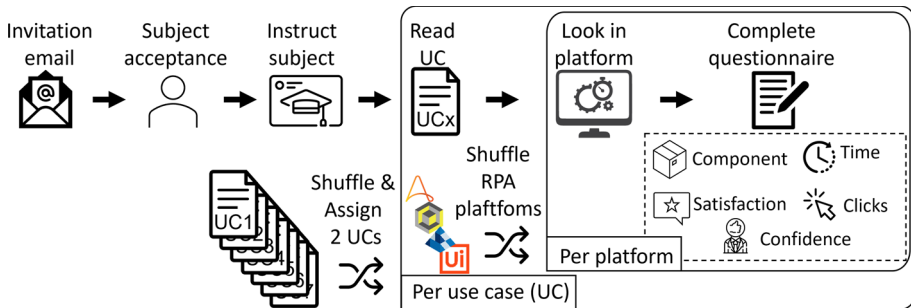 Invitation
email
Subject
acceptance
Instruct
subject
Read
UC
UCx
Look in
platform
Complete
questionnaire
Component
Time
Satisfaction
Clicks
Confidence
Per platform
UC1
Shuffle &
Assign
2 UCs
Shuffle
RPA
plattfoms
Ui
Per use case (UC)